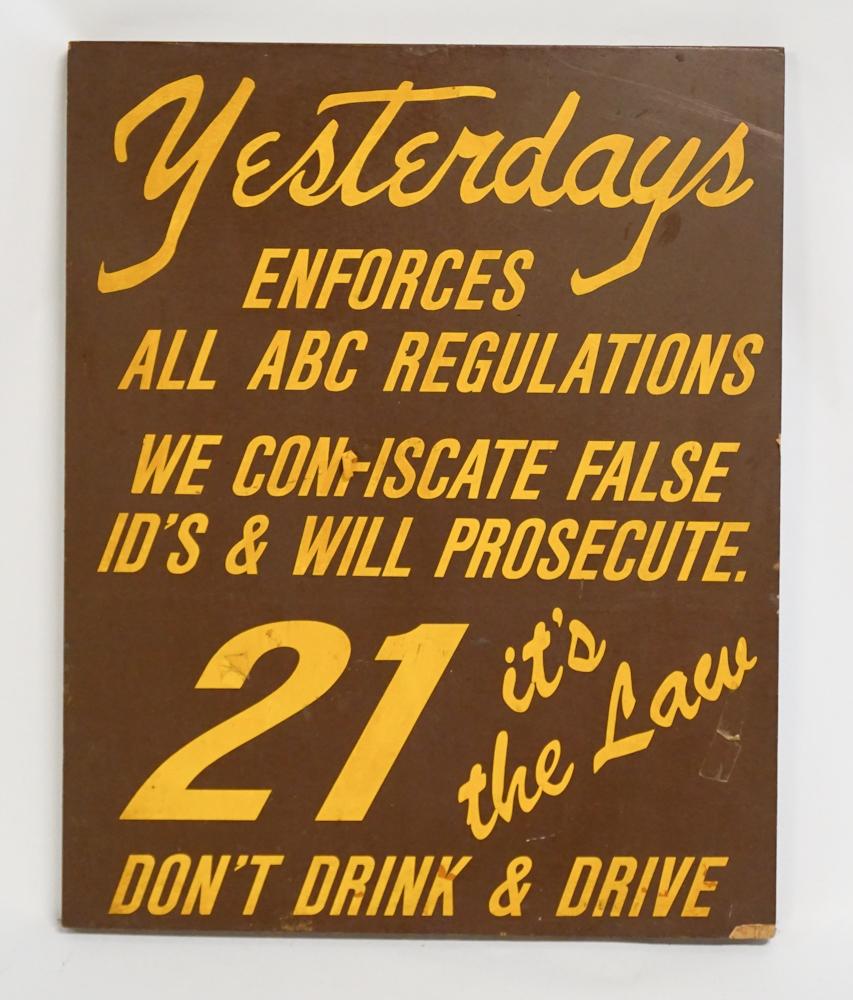 Yesterdays
ENFORCES
ALL ABC REGULATIONS
WE CONFISCATE FALSE
ID'S & WILL PROSECUTE.
21 it's
the Law
DON'T DRINK & DRIVE